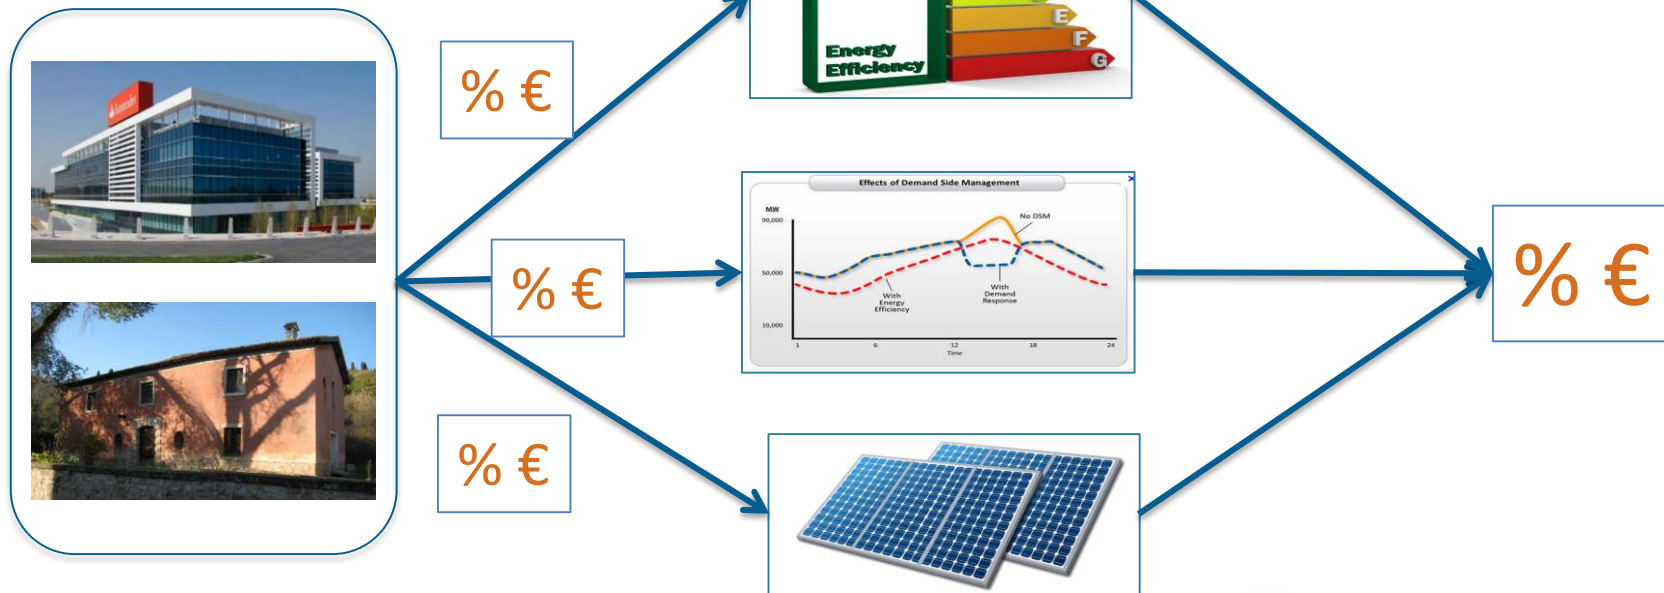 E
F
G
Energy
Efficiency
% €
Santander
Effects of Demand Side Management
MW
90,000
No DSM
50,000
With
Energy
Efficiency
With
Demand
Response
10,000
1 6 12 18 24
Time
% €
% €
% €